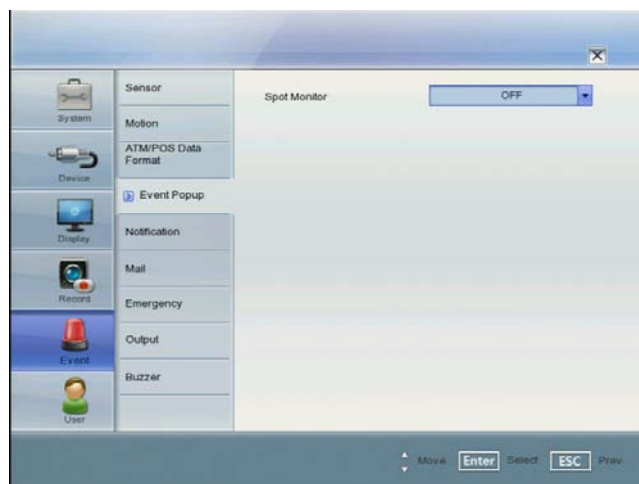 System
Device
Display
Record
Event
User
Sensor
Motion
ATM/POS Data
Format
Event Popup
Notification
Mail
Emergency
Output
Buzzer
Spot Monitor
OFF
Move Enter Select ESC Prev